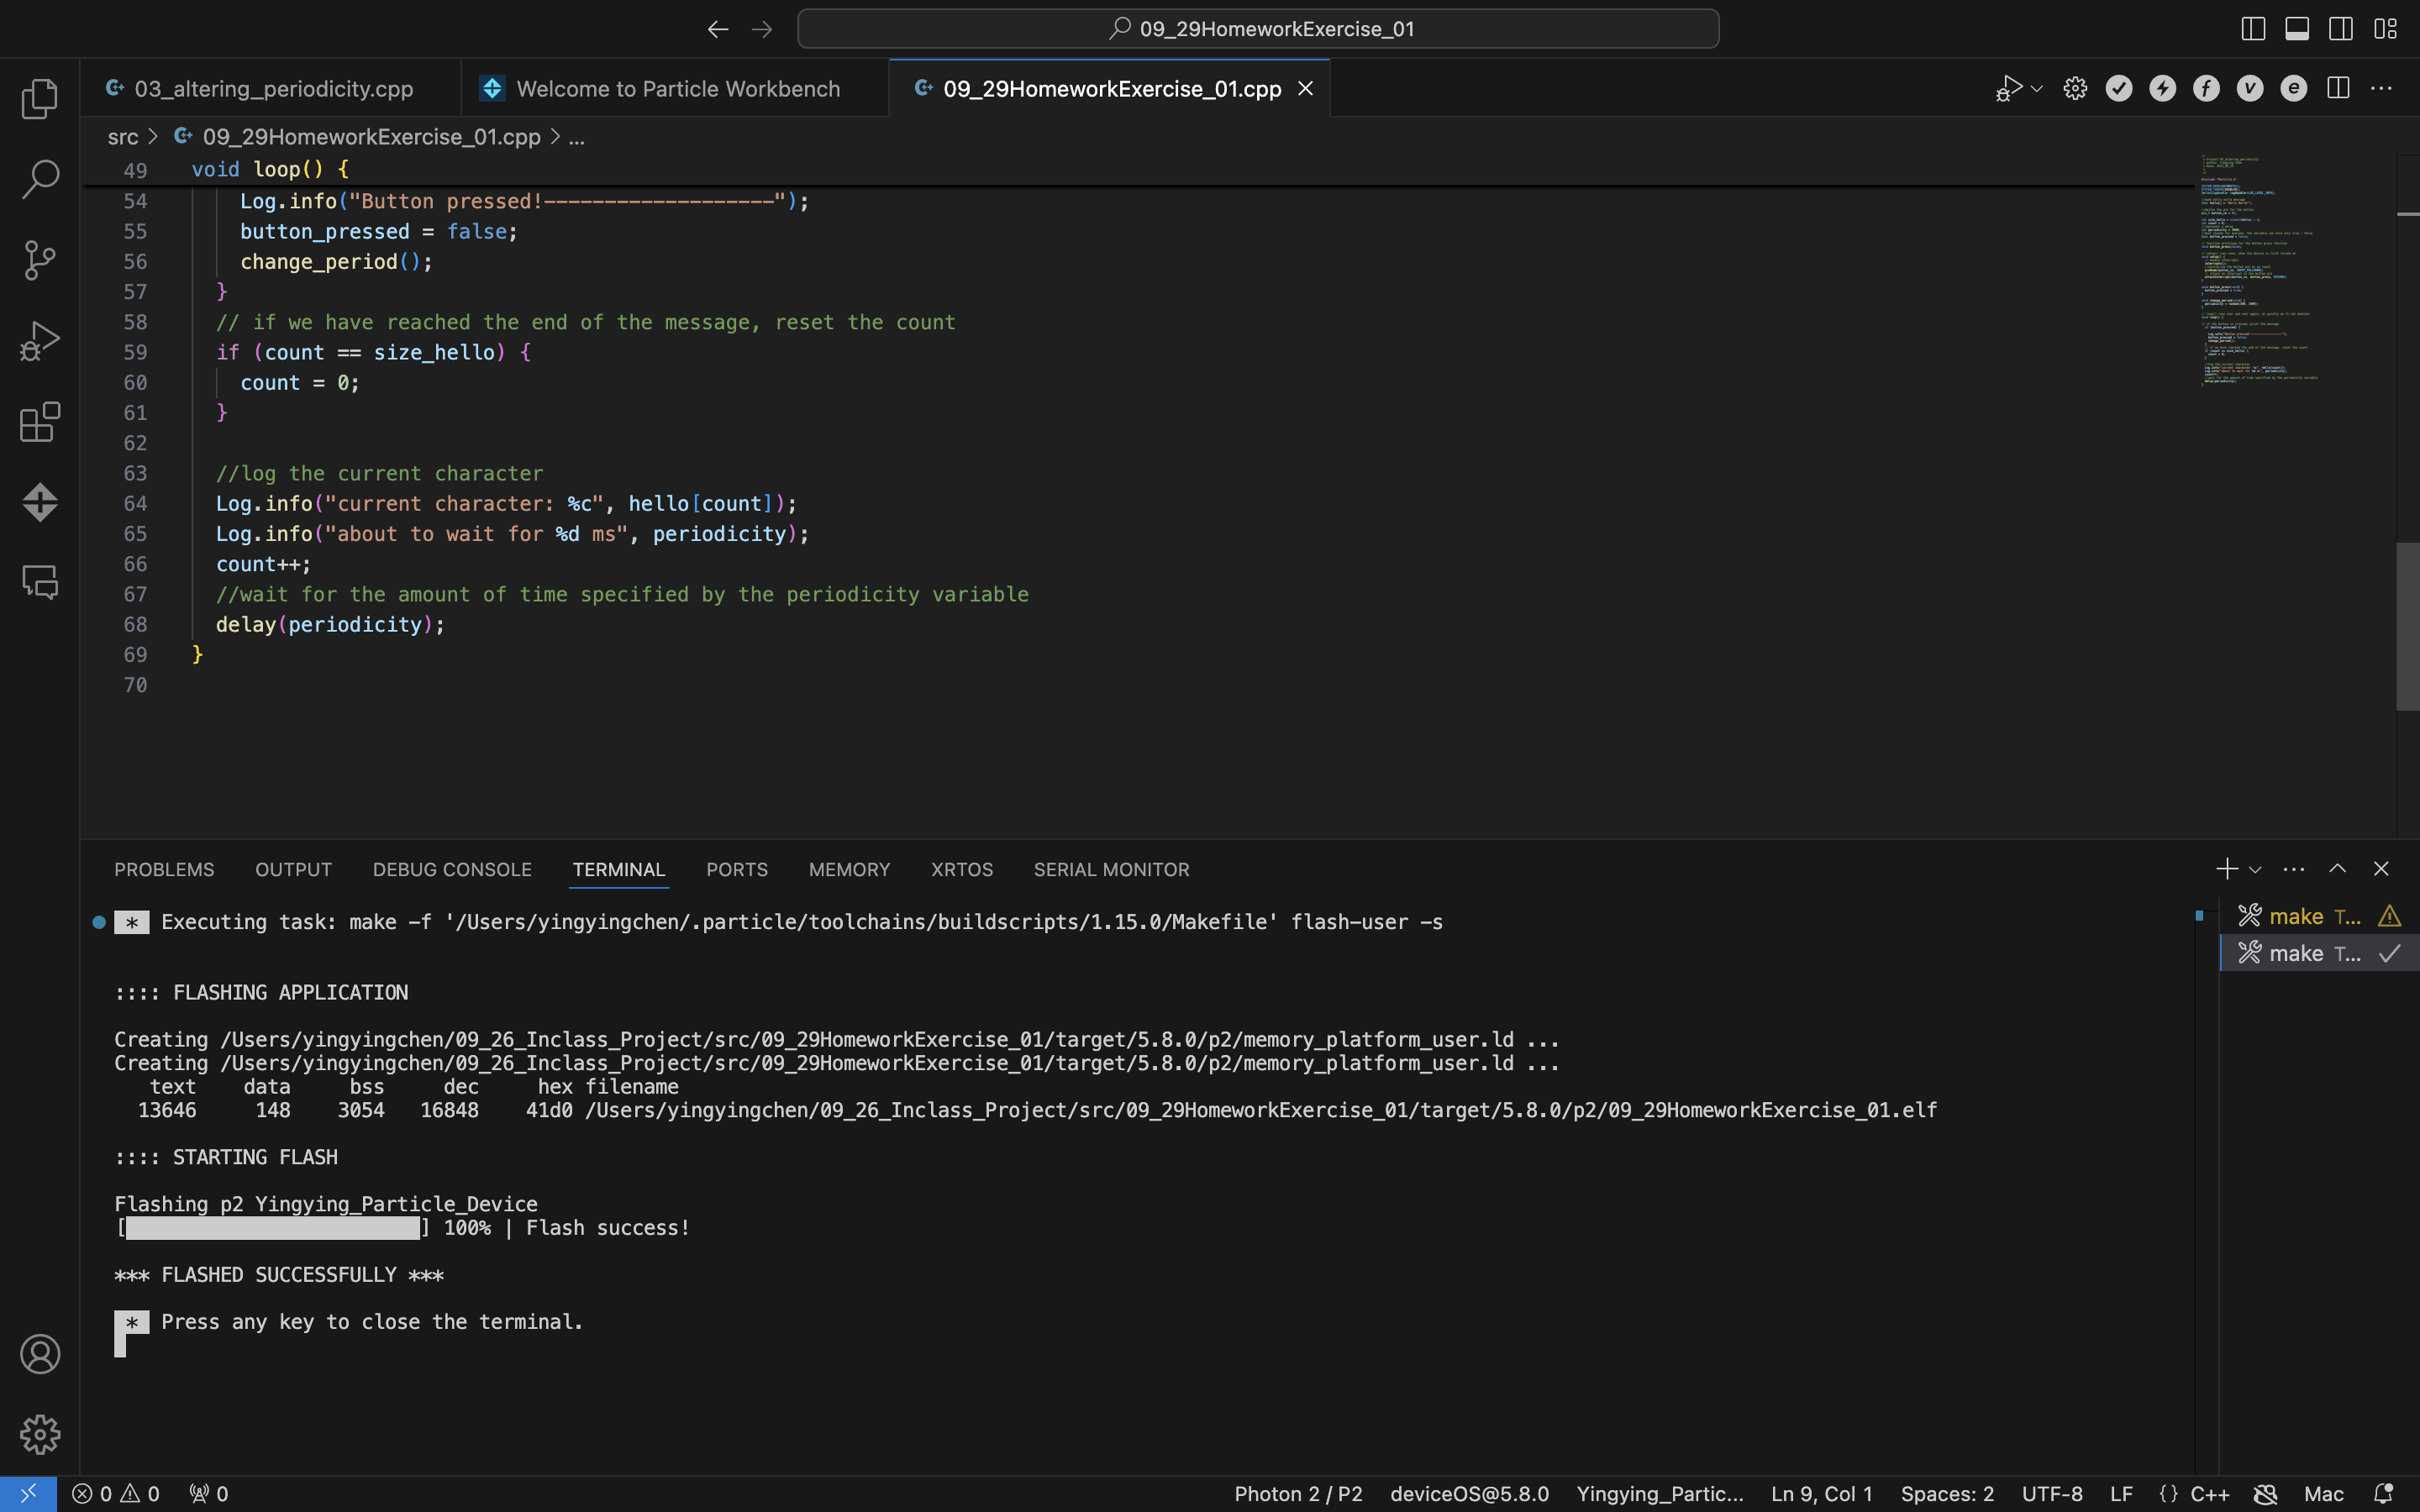 09_29HomeworkExercise_01
03_altering_periodicity.cpp
Welcome to Particle Workbench
09_29HomeworkExercise_01.cpp
src > 09_29HomeworkExercise_01.cpp > ...
49 void loop() {
54 Log.info("Button pressed!-------------------");
55 button_pressed = false;
56 change_period();
57 }
58 // if we have reached the end of the message, reset the count
59 if (count == size_hello) {
60 count = 0;
61 }
62
63 //log the current character
64 Log.info("current character: %c", hello[count]);
65 Log.info("about to wait for %d ms", periodicity);
66 count++;
67 //wait for the amount of time specified by the periodicity variable
68 delay(periodicity);
69 }
70
PROBLEMS OUTPUT DEBUG CONSOLE TERMINAL PORTS MEMORY XRTOS SERIAL MONITOR
* Executing task: make -f '/Users/yingyingchen/.particle/toolchains/buildscripts/1.15.0/Makefile' flash-user -s
make T...
make T...
:::: FLASHING APPLICATION
Creating /Users/yingyingchen/09_26_Inclass_Project/src/09_29HomeworkExercise_01/target/5.8.0/p2/memory_platform_user.ld ...
Creating /Users/yingyingchen/09_26_Inclass_Project/src/09_29HomeworkExercise_01/target/5.8.0/p2/memory_platform_user.ld ...
text data bss dec hex filename
13646 148 3054 16848 41d0 /Users/yingyingchen/09_26_Inclass_Project/src/09_29HomeworkExercise_01/target/5.8.0/p2/09_29HomeworkExercise_01.elf
:::: STARTING FLASH
Flashing p2 Yingying_Particle_Device
[ ] 100% | Flash success!
*** FLASHED SUCCESSFULLY ***
* Press any key to close the terminal.
0 0 0 Photon 2 / P2 deviceOS@5.8.0 Yingying_Partic... Ln 9, Col 1 Spaces: 2 UTF-8 LF {} C++ Mac